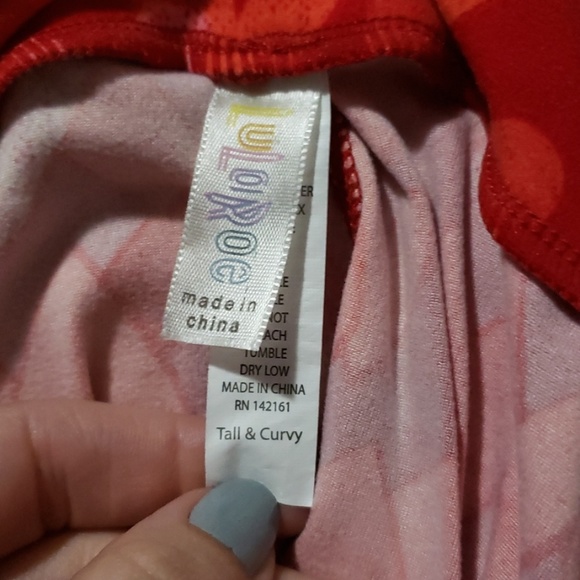 LuLaRoe
made in
china
TUMBLE
DRY LOW
MADE IN CHINA
RN 142161
Tall & Curvy